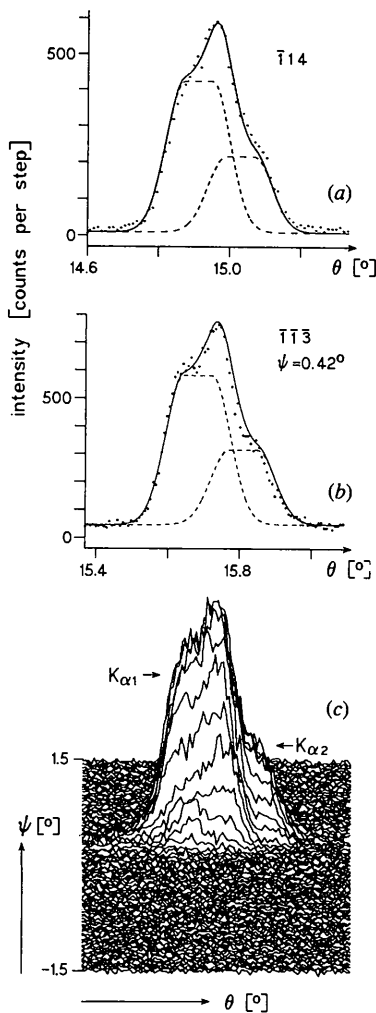 500
0
1̄14
(a)
14.6
15.0
θ [°]
intensity [counts per step]
500
0
1̄1̄3̄
ψ=0.42°
(b)
15.4
15.8
θ [°]
Kα1 →
(c)
← Kα2
1.5
ψ [°]
-1.5
θ [°]